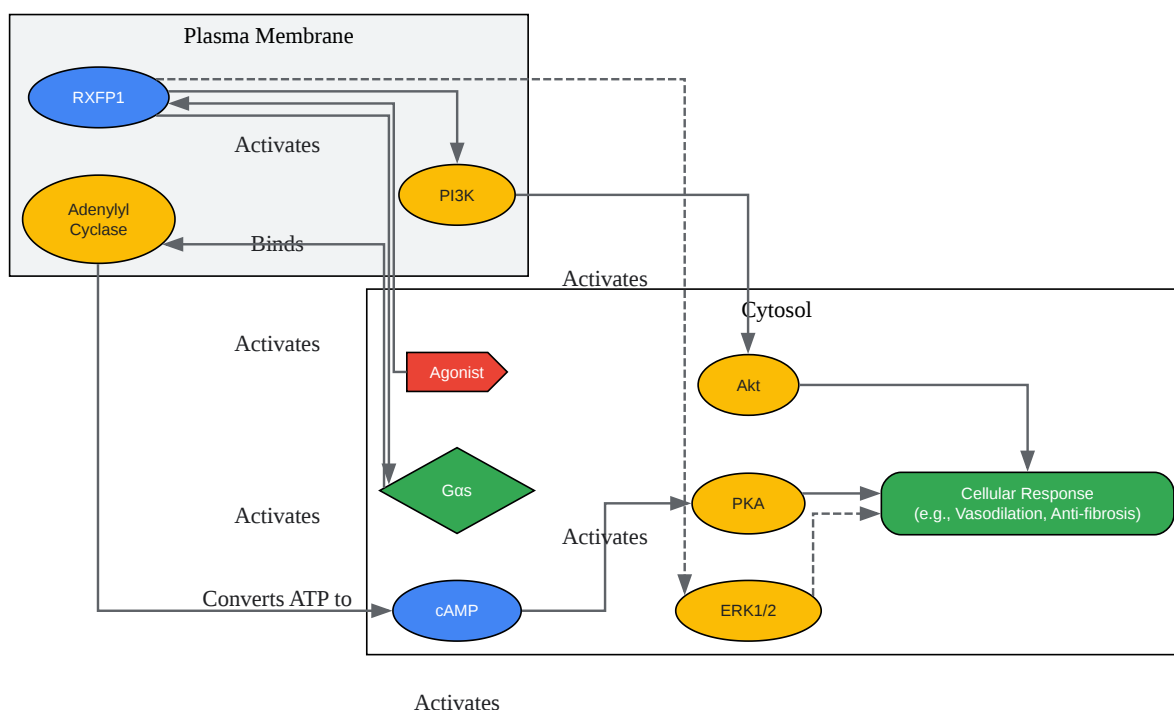 Plasma Membrane
RXFP1
Activates
PI3K
Adenylyl
Cyclase
Binds
Activates
Cytosol
Activates
Agonist
Akt
Gαs
PKA
Cellular Response
(e.g., Vasodilation, Anti-fibrosis)
Activates
Activates
Converts ATP to
cAMP
ERK1/2
Activates